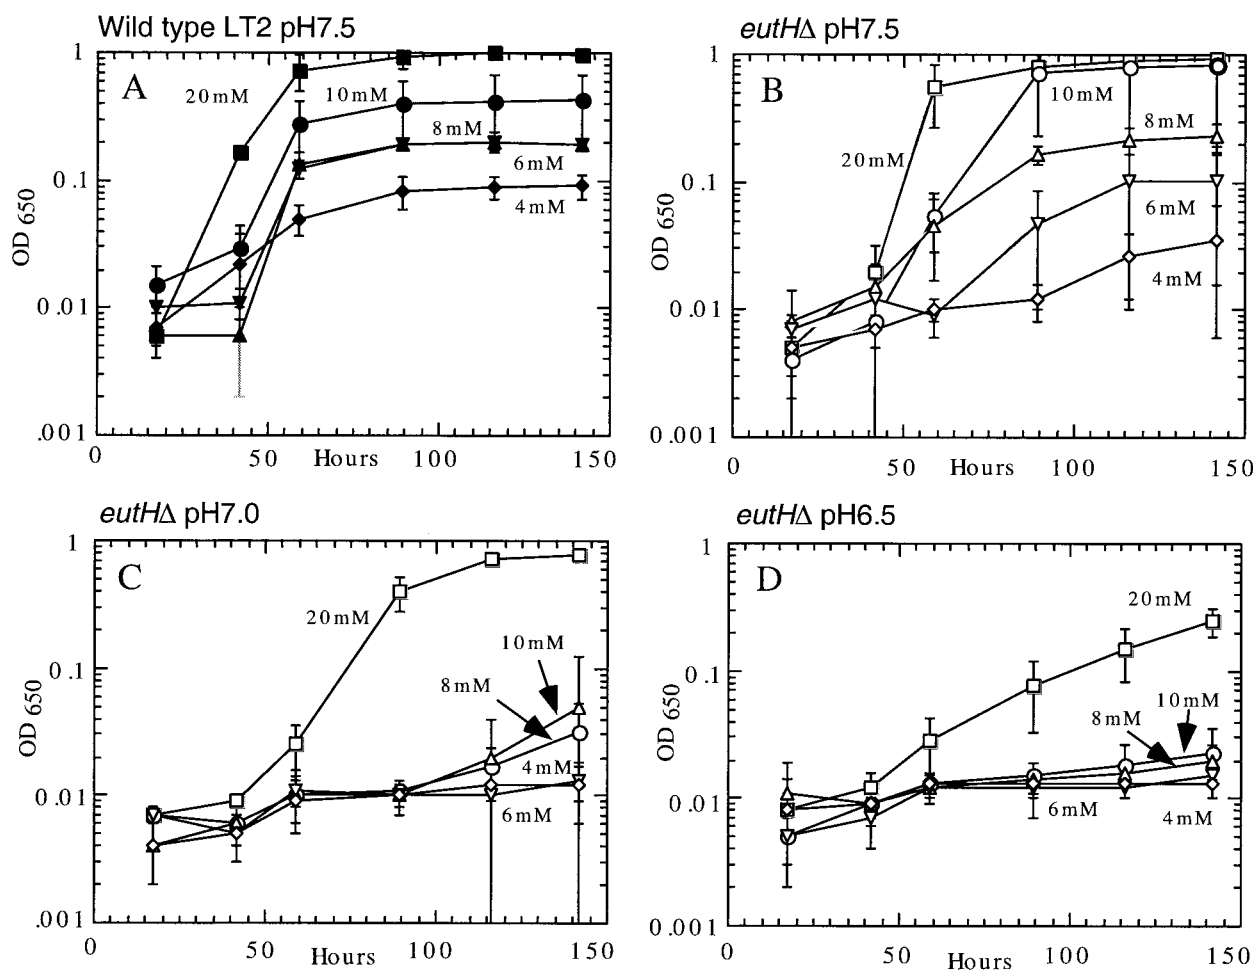 Wild type LT2 pH7.5
A
1
0.1
0.01
.001
OD 650
20mM
10mM
8mM
6mM
4mM
0
50
Hours
100
150
eutHΔ pH7.5
B
1
0.1
0.01
0.001
OD 650
20mM
10mM
8mM
6mM
4mM
0
50
Hours
100
150
eutHΔ pH7.0
C
1
0.1
0.01
.001
OD 650
20mM
10mM
8mM
4mM
6mM
0
50
Hours
100
150
eutHΔ pH6.5
D
1
0.1
0.01
0.001
OD 650
20mM
10mM
8mM
6mM
4mM
0
50
Hours
100
150